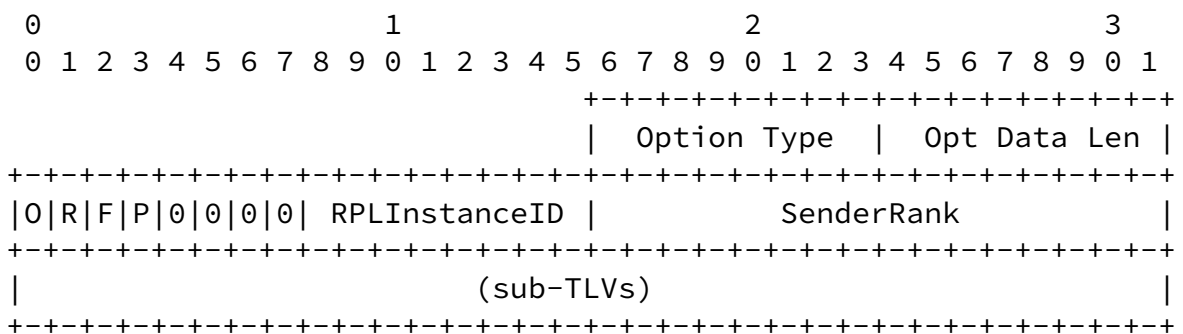 0                   1                   2                   3
0 1 2 3 4 5 6 7 8 9 0 1 2 3 4 5 6 7 8 9 0 1 2 3 4 5 6 7 8 9 0 1
+-+-+-+-+-+-+-+-+-+-+-+-+-+-+-+-+
|  Option Type  |  Opt Data Len |
+-+-+-+-+-+-+-+-+-+-+-+-+-+-+-+-+-+-+-+-+-+-+-+-+-+-+-+-+-+-+-+-+
|O|R|F|P|0|0|0|0| RPLInstanceID |          SenderRank           |
+-+-+-+-+-+-+-+-+-+-+-+-+-+-+-+-+-+-+-+-+-+-+-+-+-+-+-+-+-+-+-+-+
|                         (sub-TLVs)                            |
+-+-+-+-+-+-+-+-+-+-+-+-+-+-+-+-+-+-+-+-+-+-+-+-+-+-+-+-+-+-+-+-+